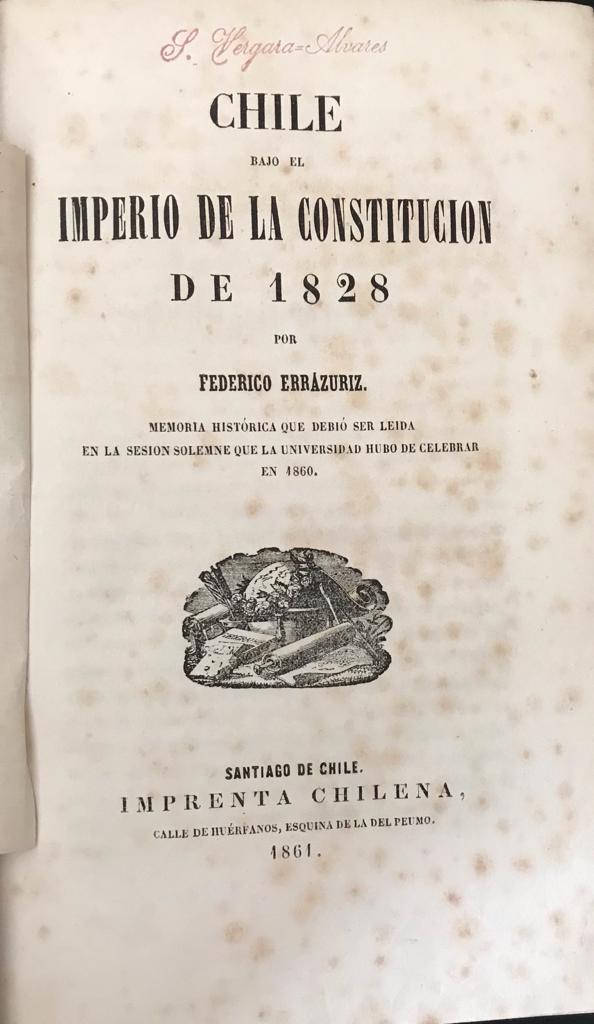 S. Vergara=Alvares
CHILE
BAJO EL
IMPERIO DE LA CONSTITUCION
DE 1828
POR
FEDERICO ERRÁZURIZ.
MEMORIA HISTÓRICA QUE DEBIÓ SER LEIDA
EN LA SESION SOLEMNE QUE LA UNIVERSIDAD HUBO DE CELEBRAR
EN 1860.
SANTIAGO DE CHILE.
IMPRENTA CHILENA,
CALLE DE HUÉRFANOS, ESQUINA DE LA DEL PEUMO.
1861.